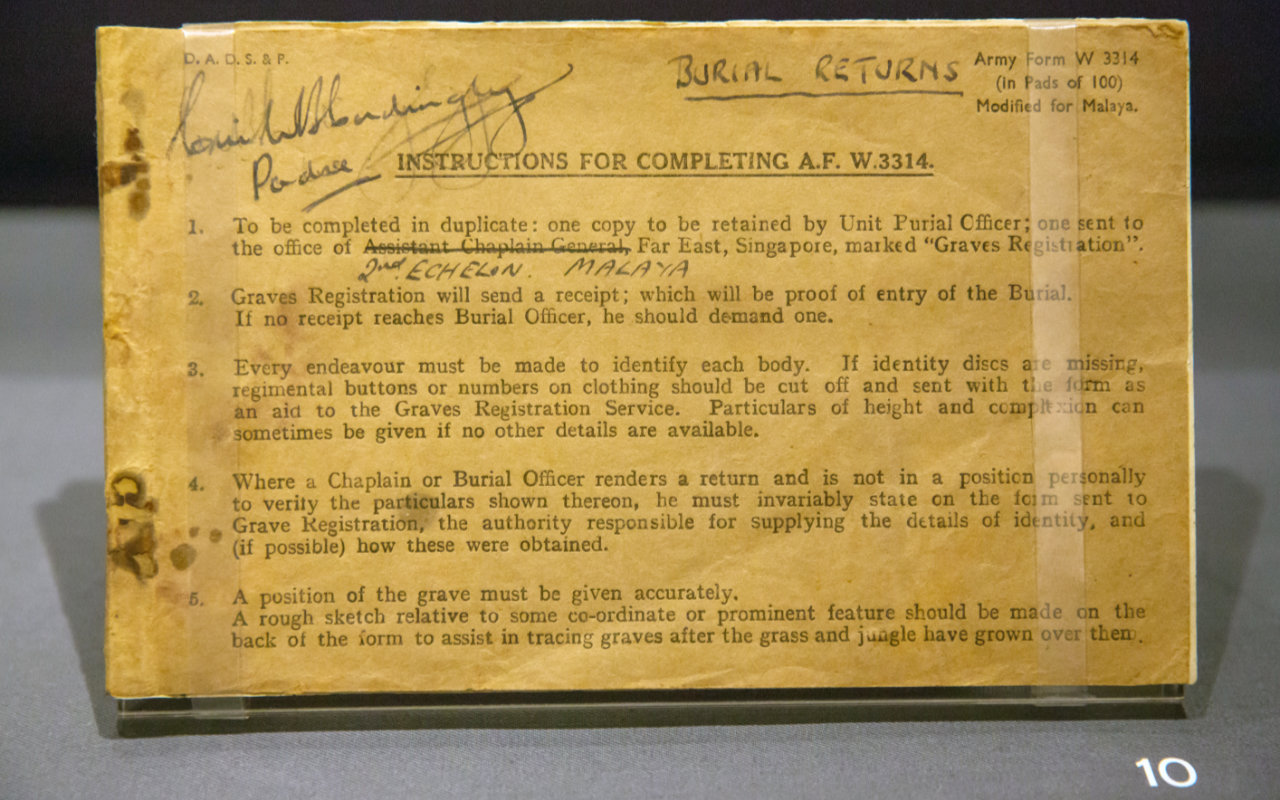 D. A. D. S. & P.
BURIAL RETURNS
Army Form W 3314
(in Pads of 100)
Modified for Malaya.
Padre
INSTRUCTIONS FOR COMPLETING A.F. W.3314.
1. To be completed in duplicate: one copy to be retained by Unit Purial Officer; one sent to
the office of Assistant Chaplain General, Far East, Singapore, marked "Graves Registration".
2nd ECHELON. MALAYA
2. Graves Registration will send a receipt; which will be proof of entry of the Burial.
If no receipt reaches Burial Officer, he should demand one.
3. Every endeavour must be made to identify each body. If identity discs are missing,
regimental buttons or numbers on clothing should be cut off and sent with the form as
an aid to the Graves Registration Service. Particulars of height and complexion can
sometimes be given if no other details are available.
4. Where a Chaplain or Burial Officer renders a return and is not in a position personally
to verity the particulars shown thereon, he must invariably state on the form sent to
Grave Registration, the authority responsible for supplying the details of identity, and
(if possible) how these were obtained.
5. A position of the grave must be given accurately.
A rough sketch relative to some co-ordinate or prominent feature should be made on the
back of the form to assist in tracing graves after the grass and jungle have grown over them.
10